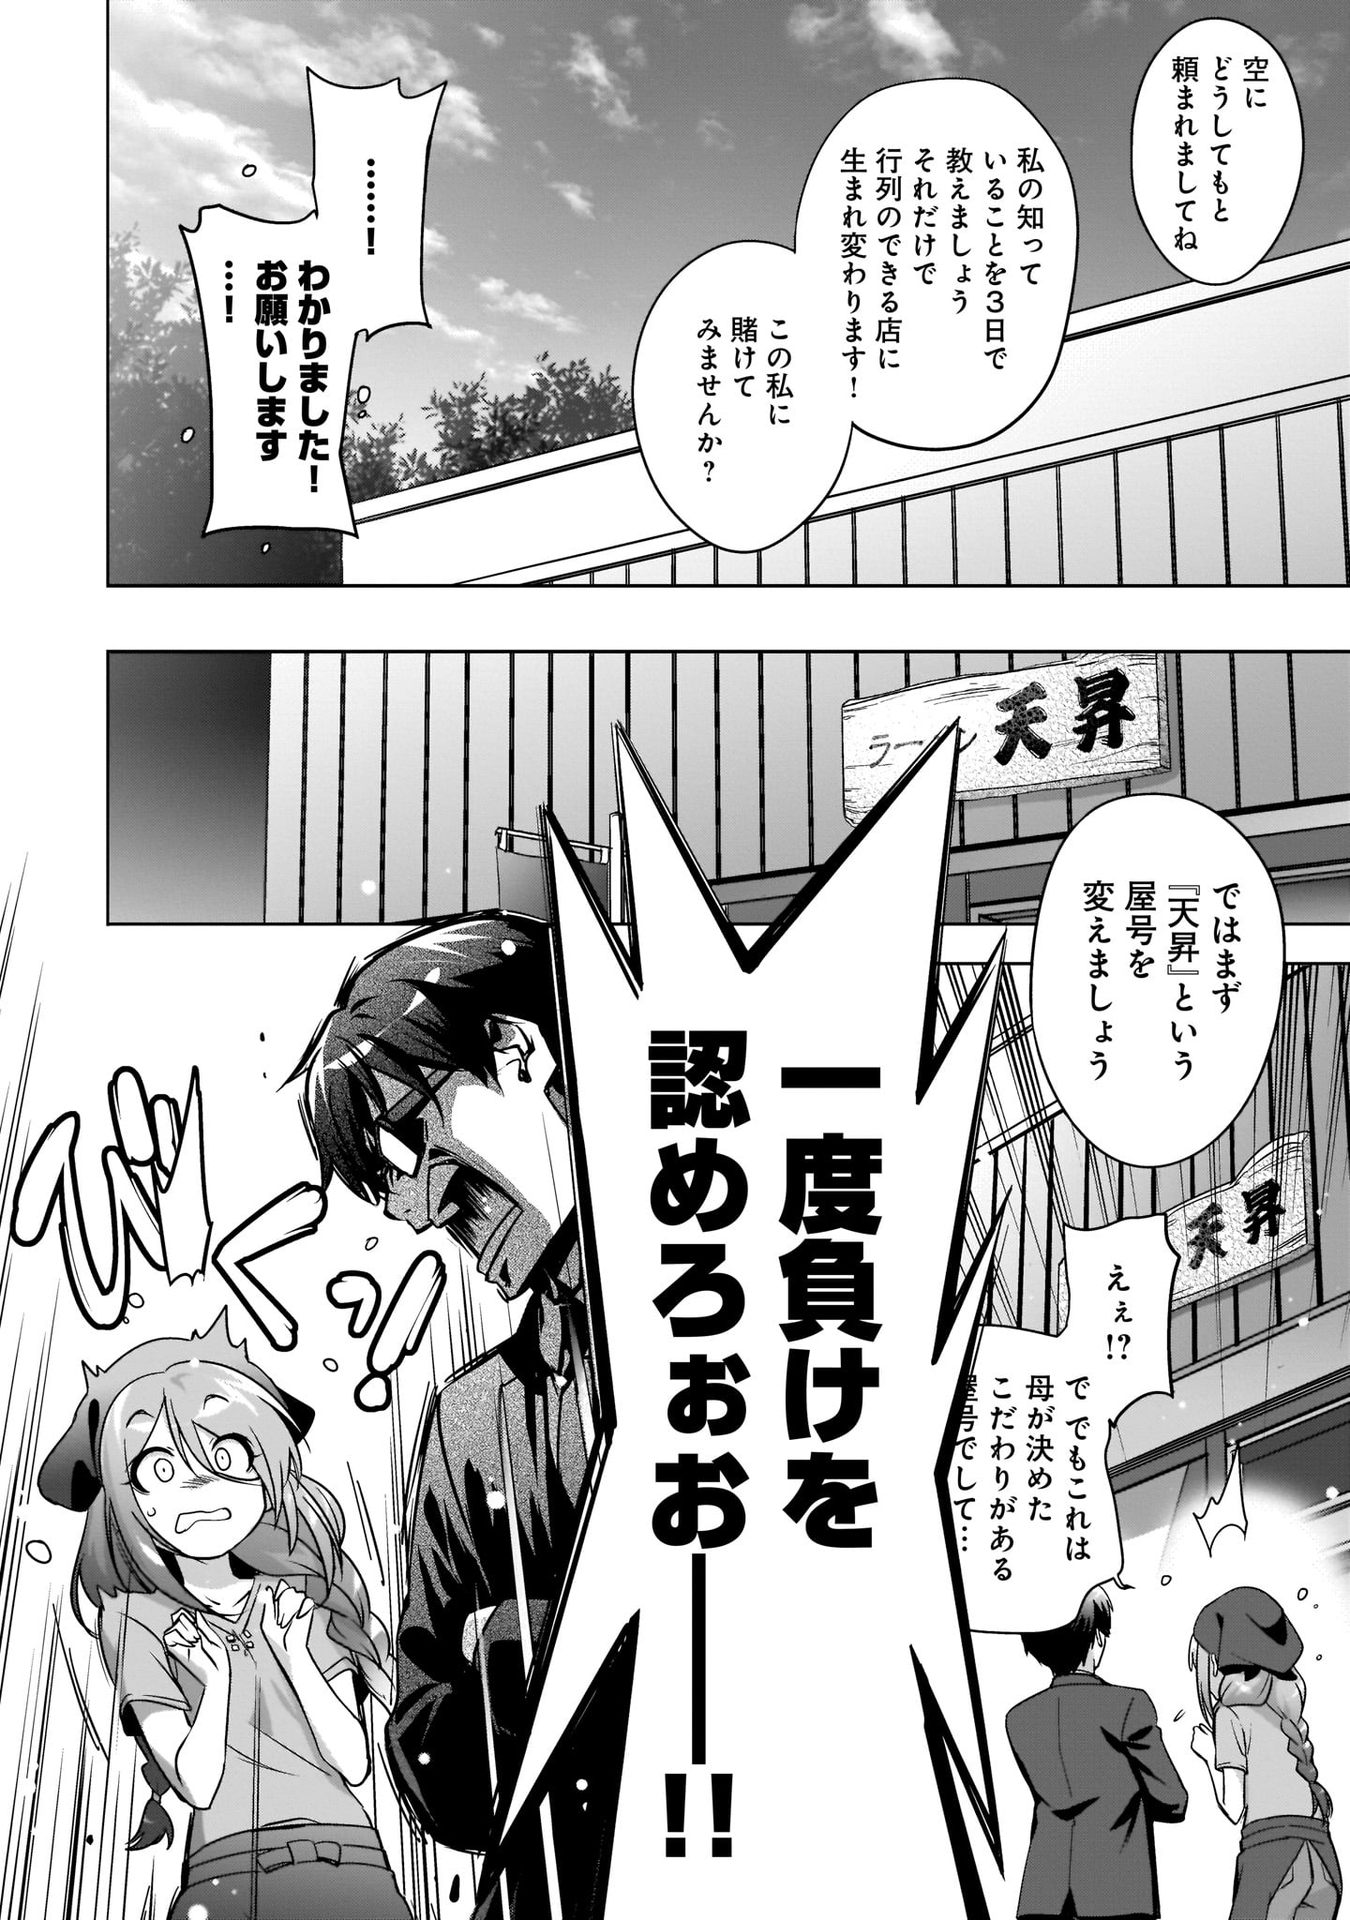 空に
どうしてもと
頼まれましてね
私の知って
いることを3日で
教えましょう
それだけで
行列のできる店に
生まれ変わります！
この私に
賭けて
みませんか？
………！
わかりました！
お願いします
…！
ラーメン 天昇
ではまず
『天昇』という
屋号を
変えましょう
天昇
えぇ!?
で でもこれは
母が決めた
こだわりがある
屋号でして…
一度負けを
認めろぉおお━━!!
びくっ!